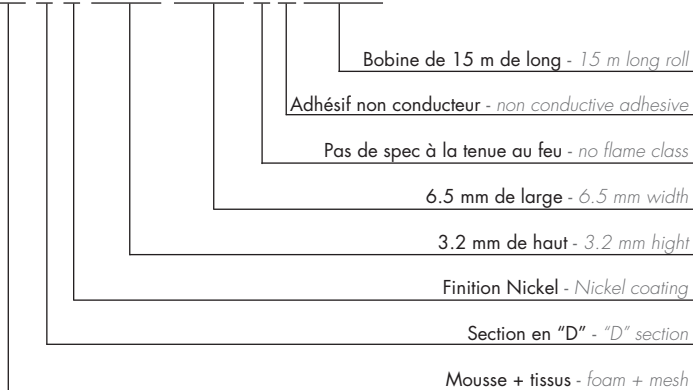 Bobine de 15 m de long - 15 m long roll
Adhésif non conducteur - non conductive adhesive
Pas de spec à la tenue au feu - no flame class
6.5 mm de large - 6.5 mm width
3.2 mm de haut - 3.2 mm hight
Finition Nickel - Nickel coating
Section en "D" - "D" section
Mousse + tissus - foam + mesh